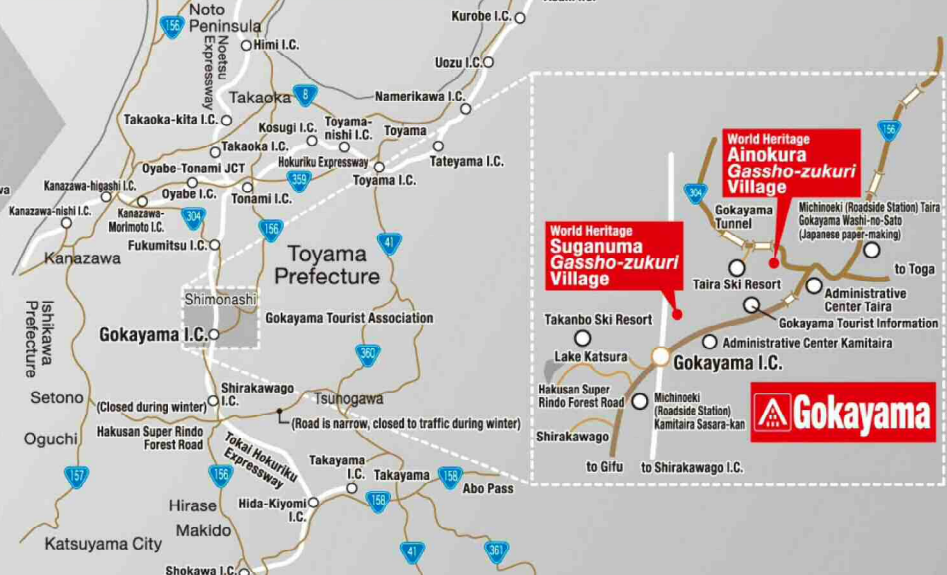 Noto
Peninsula
156
Himi I.C.
Noetsu
Expressway
Kurobe I.C.
Uozu I.C.
Takaoka
8
Namerikawa I.C.
Takaoka-kita I.C.
Kosugi I.C.
Toyama-
nishi I.C.
Toyama
Takaoka I.C.
Tateyama I.C.
Oyabe-Tonami JCT
Hokuriku Expressway
Toyama I.C.
359
Kanazawa-higashi I.C.
Oyabe I.C.
Tonami I.C.
Kanazawa-nishi I.C.
Kanazawa-
Morimoto I.C.
304
156
Fukumitsu I.C.
41
Kanazawa
Toyama
Prefecture
Ishikawa
Prefecture
Shimonashi
Gokayama I.C.
Gokayama Tourist Association
360
Shirakawago
I.C.
Setono
(Closed during winter)
Tsunogawa
(Road is narrow, closed to traffic during winter)
Hakusan Super Rindo
Forest Road
Oguchi
Tokai Hokuriku
Expressway
157
156
Takayama
I.C.
Takayama
158
Abo Pass
158
Hirase
Hida-Kiyomi
I.C.
Makido
Katsuyama City
41
361
Shokawa I.C.
156
World Heritage
Ainokura
Gassho-zukuri
Village
304
Gokayama
Tunnel
Michinoeki (Roadside Station) Taira
Gokayama Washi-no-Sato
(Japanese paper-making)
World Heritage
Suganuma
Gassho-zukuri
Village
to Toga
Taira Ski Resort
Administrative
Center Taira
Gokayama Tourist Information
Takanbo Ski Resort
Administrative Center Kamitaira
Lake Katsura
Gokayama I.C.
Hakusan Super
Rindo Forest Road
Michinoeki
(Roadside Station)
Kamitaira Sasara-kan
Gokayama
Shirakawago
to Gifu
to Shirakawago I.C.